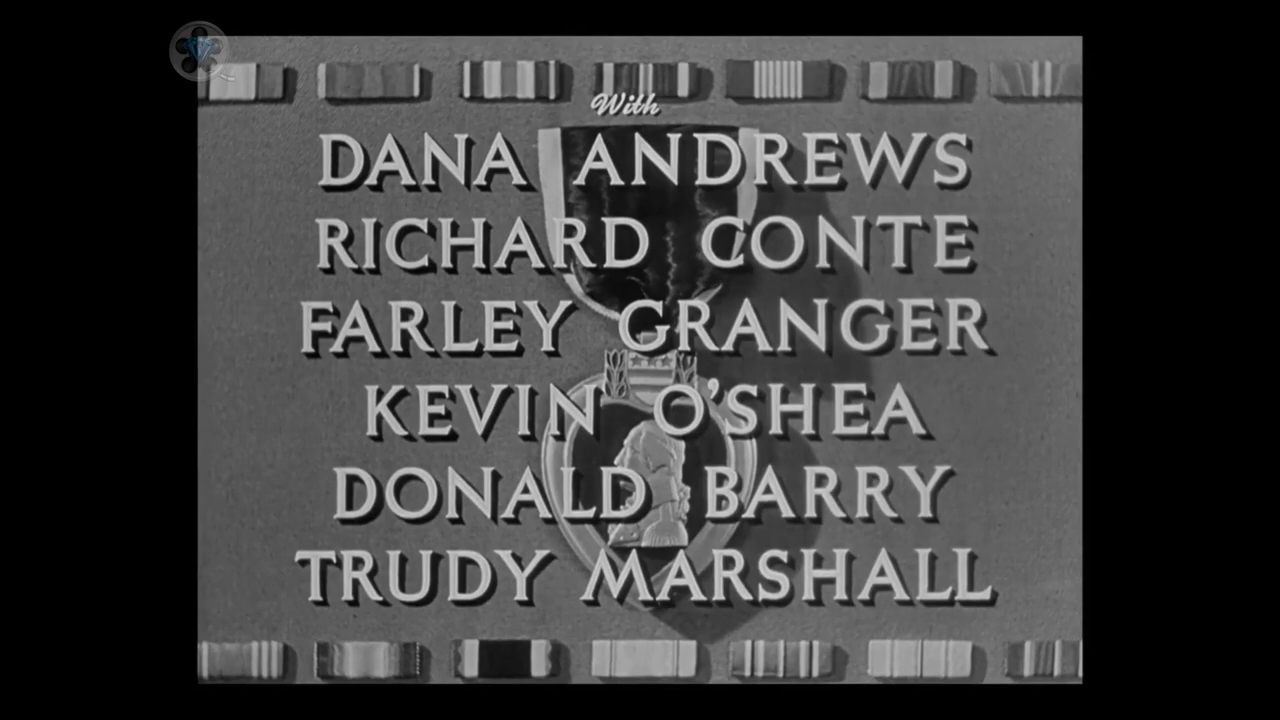 With
DANA ANDREWS
RICHARD CONTE
FARLEY GRANGER
KEVIN O'SHEA
DONALD BARRY
TRUDY MARSHALL